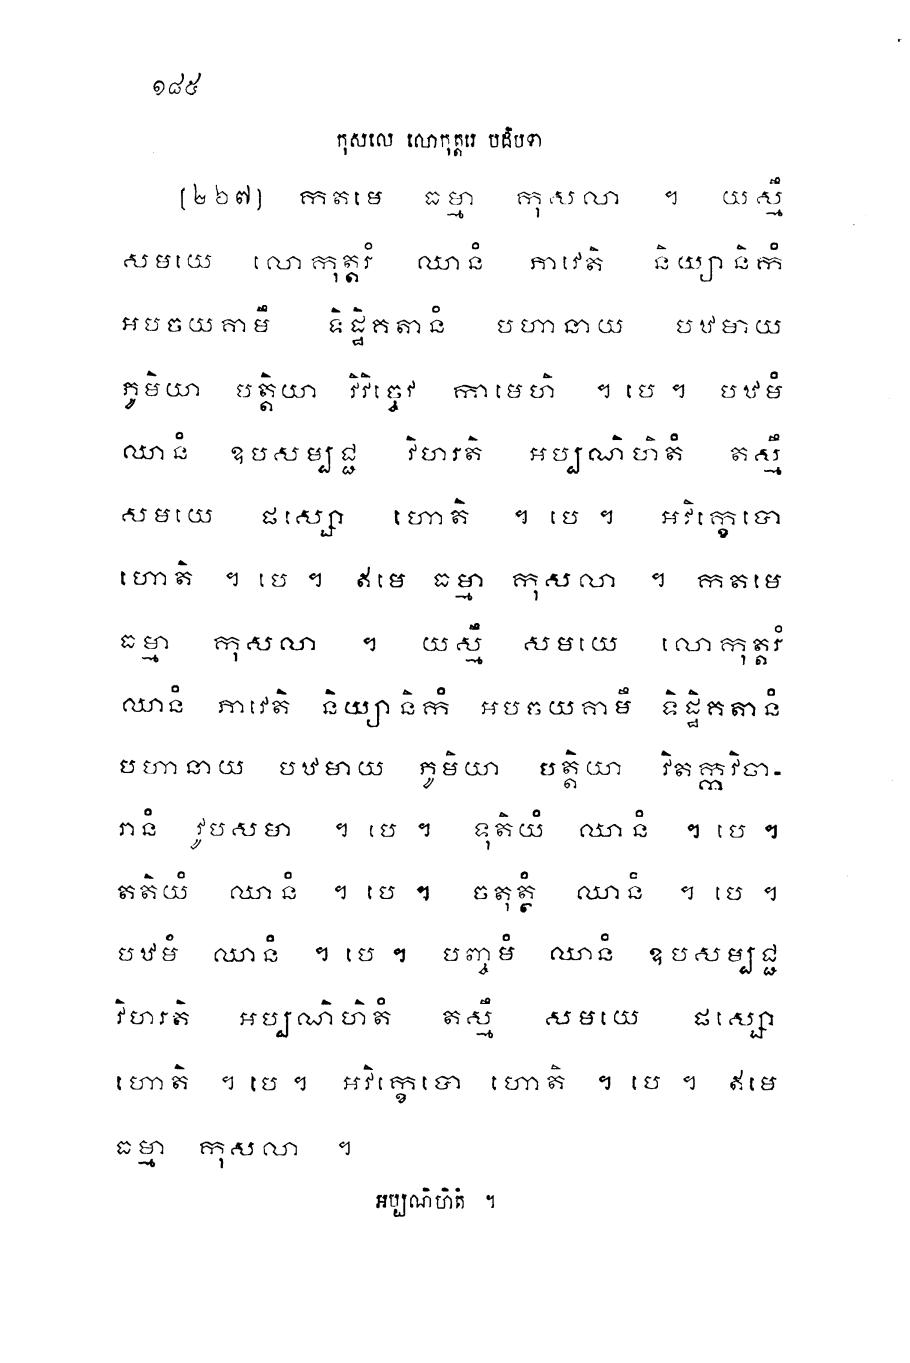 ១៨៥
កុសលេ លោកុត្តរេ បដិបទា
[២៦៧] កតមេ ធម្មា កុសលា ។ យស្មឹ
សមយេ លោកុត្តរំ ឈានំ ភាវេតិ និយ្យានិកំ
អបចយគាមឹ ទិដ្ឋិគតានំ បហានាយ បឋមាយ
ភូមិយា បត្តិយា វិវិច្ចេវ កាមេហិ ។ បេ ។ បឋមំ
ឈានំ ឧបសម្បជ្ជ វិហរតិ អប្បណិហិតំ តស្មឹ
សមយេ ផស្សោ ហោតិ ។ បេ ។ អវិក្ខេបោ
ហោតិ ។ បេ ។ ឥមេ ធម្មា កុសលា ។ កតមេ
ធម្មា កុសលា ។ យស្មឹ សមយេ លោកុត្តរំ
ឈានំ ភាវេតិ និយ្យានិកំ អបចយគាមឹ ទិដ្ឋិគតានំ
បហានាយ បឋមាយ ភូមិយា បត្តិយា វិតក្កវិចា-
រានំ វូបសមា ។ បេ ។ ទុតិយំ ឈានំ ។ បេ ។
តតិយំ ឈានំ ។ បេ ។ ចតុត្ថំ ឈានំ ។ បេ ។
បឋមំ ឈានំ ។ បេ ។ បញ្ចមំ ឈានំ ឧបសម្បជ្ជ
វិហរតិ អប្បណិហិតំ តស្មឹ សមយេ ផស្សោ
ហោតិ ។ បេ ។ អវិក្ខេបោ ហោតិ ។ បេ ។ ឥមេ
ធម្មា កុសលា ។
អប្បណិហិតំ ។